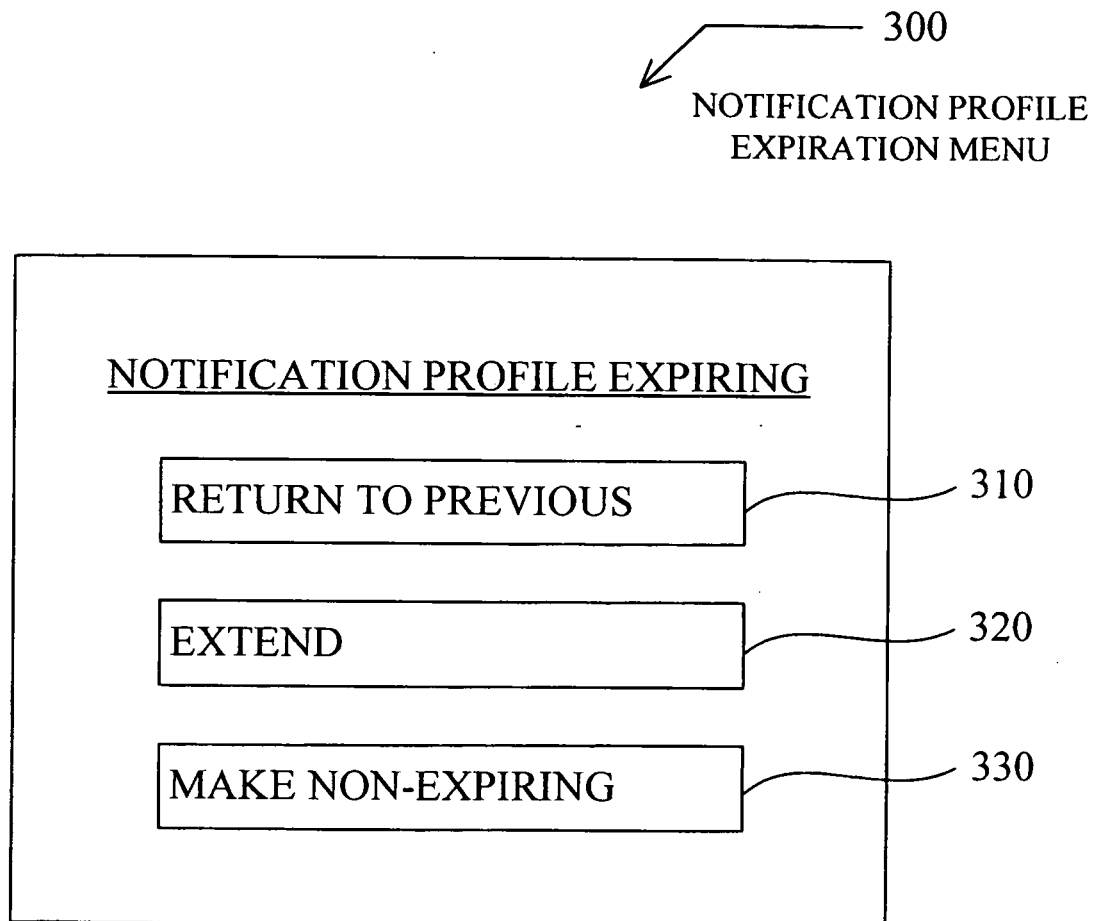 300
NOTIFICATION PROFILE
EXPIRATION MENU
NOTIFICATION PROFILE EXPIRING
RETURN TO PREVIOUS
310
EXTEND
320
MAKE NON-EXPIRING
330